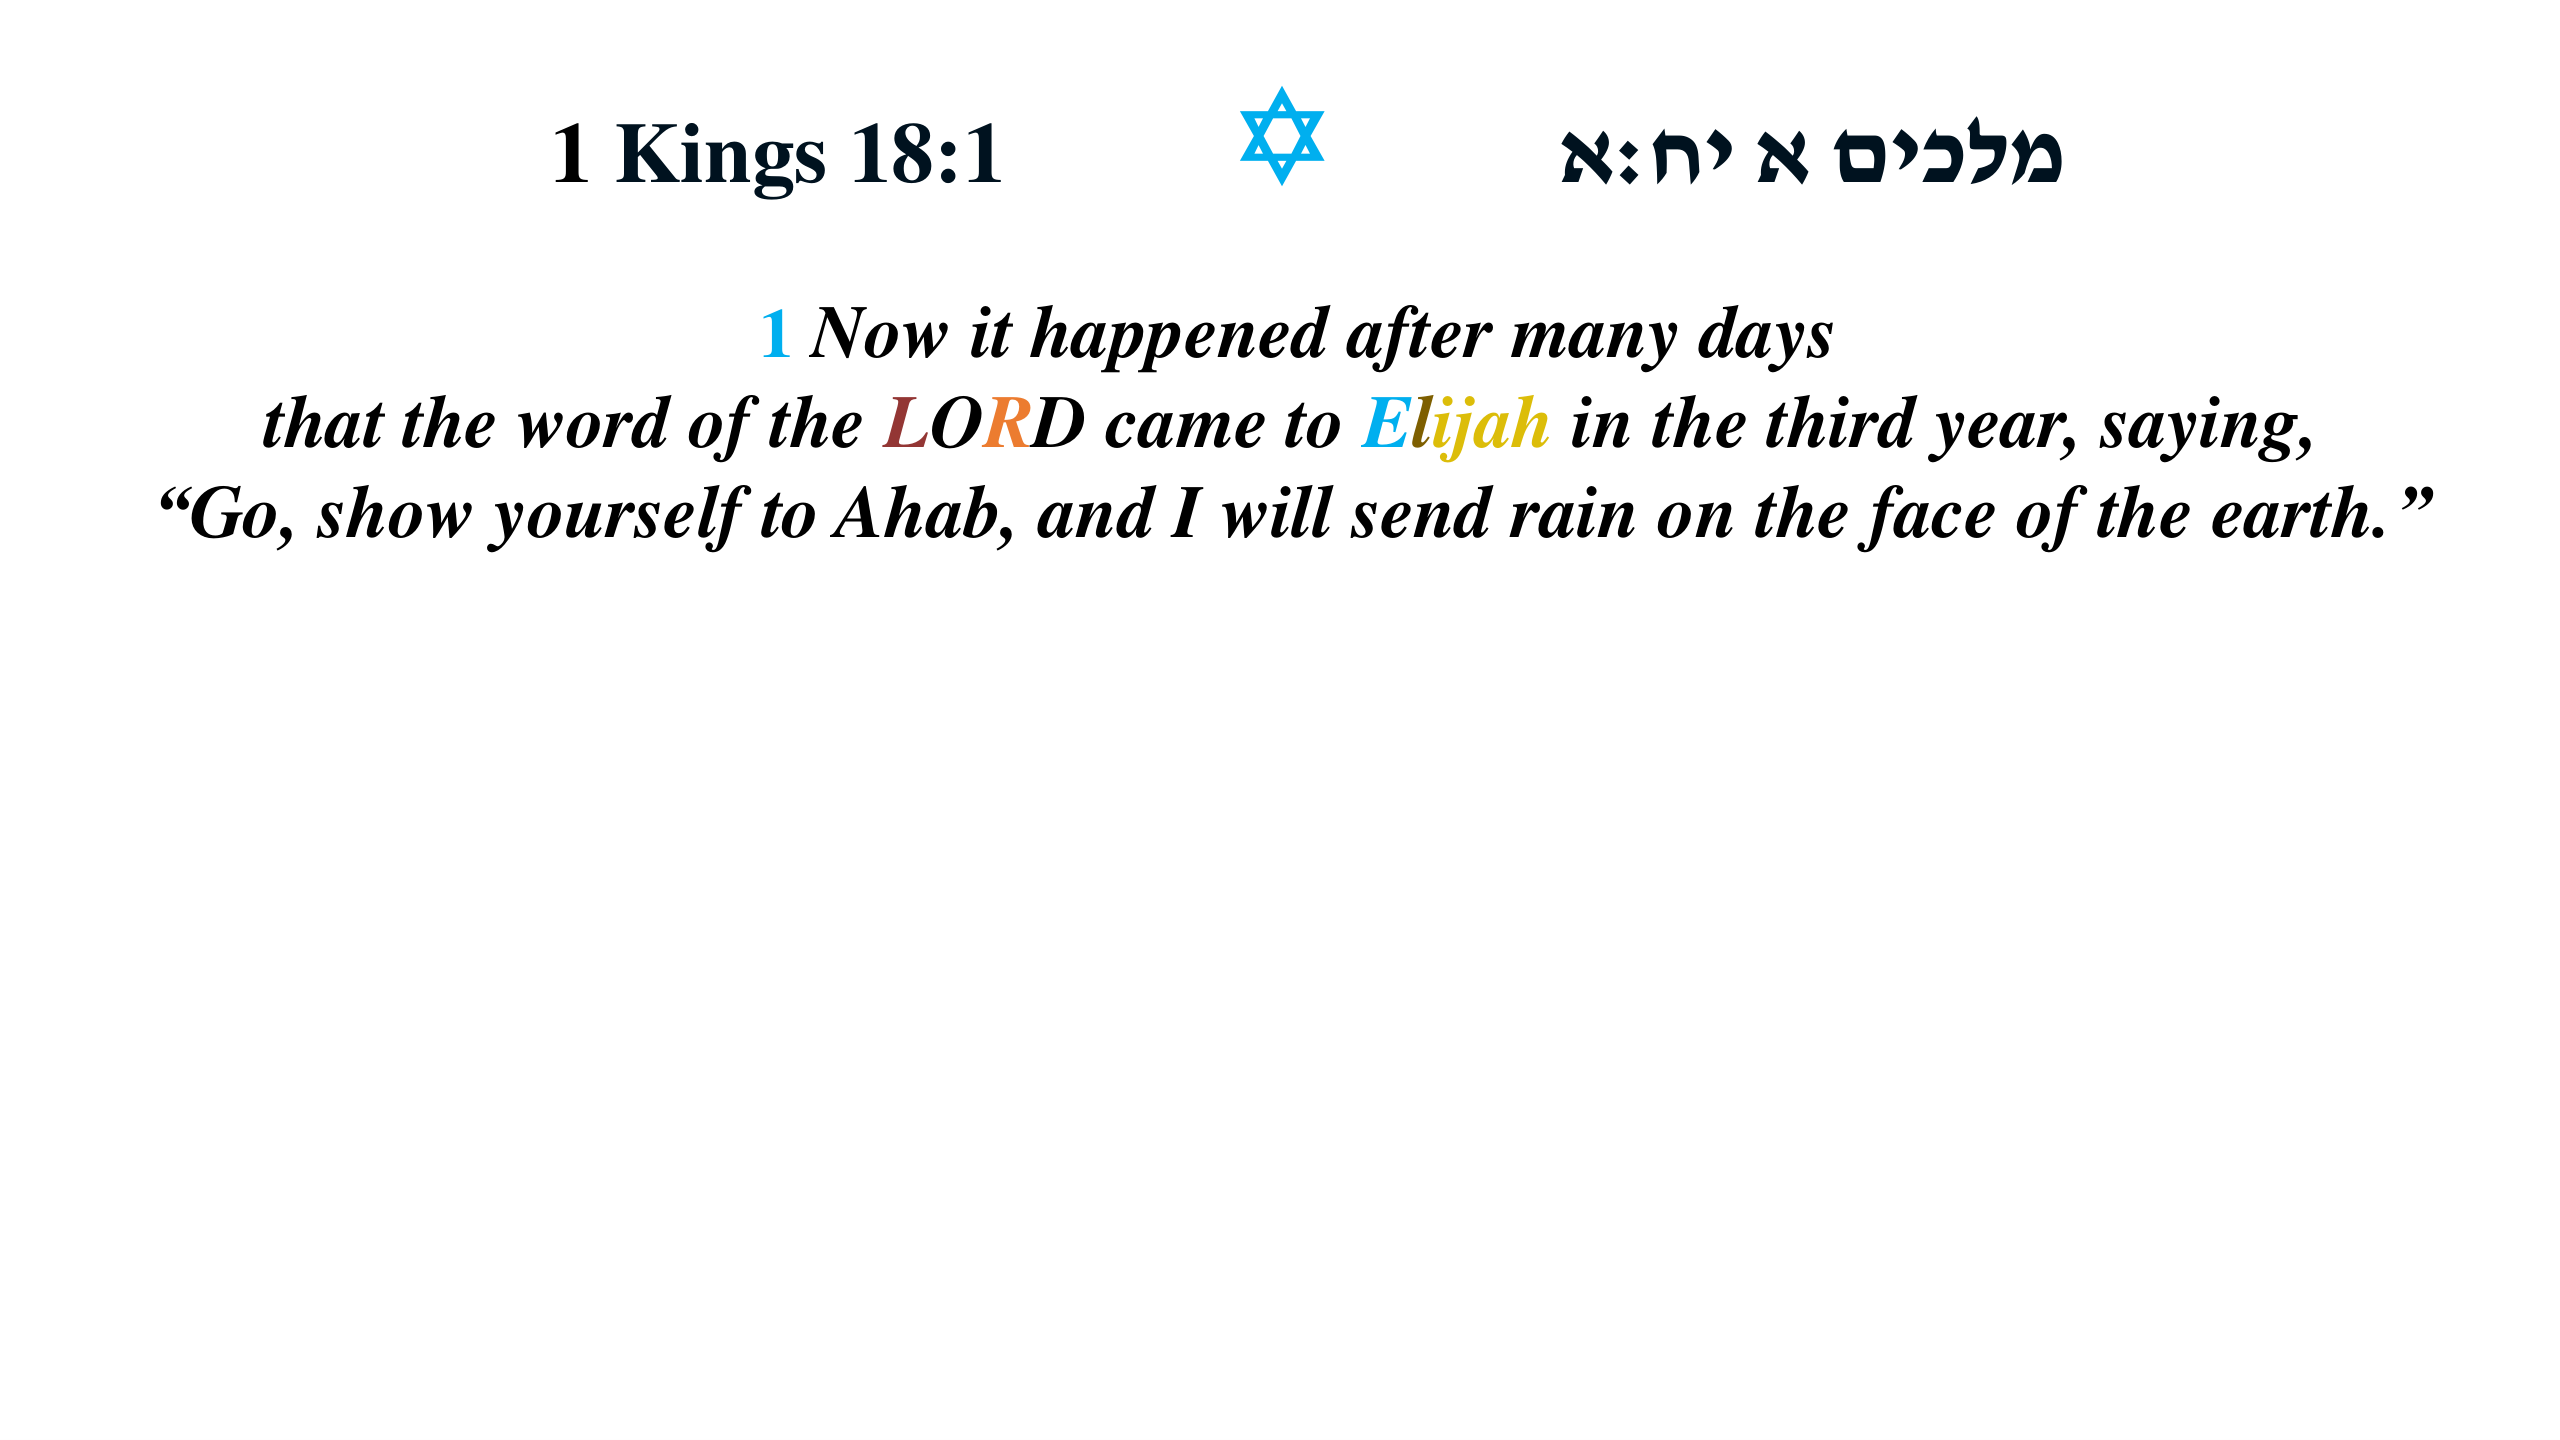 1 Kings 18:1 ✡ מלכים א יח:א
1 Now it happened after many days
that the word of the LORD came to Elijah in the third year, saying,
“Go, show yourself to Ahab, and I will send rain on the face of the earth.”